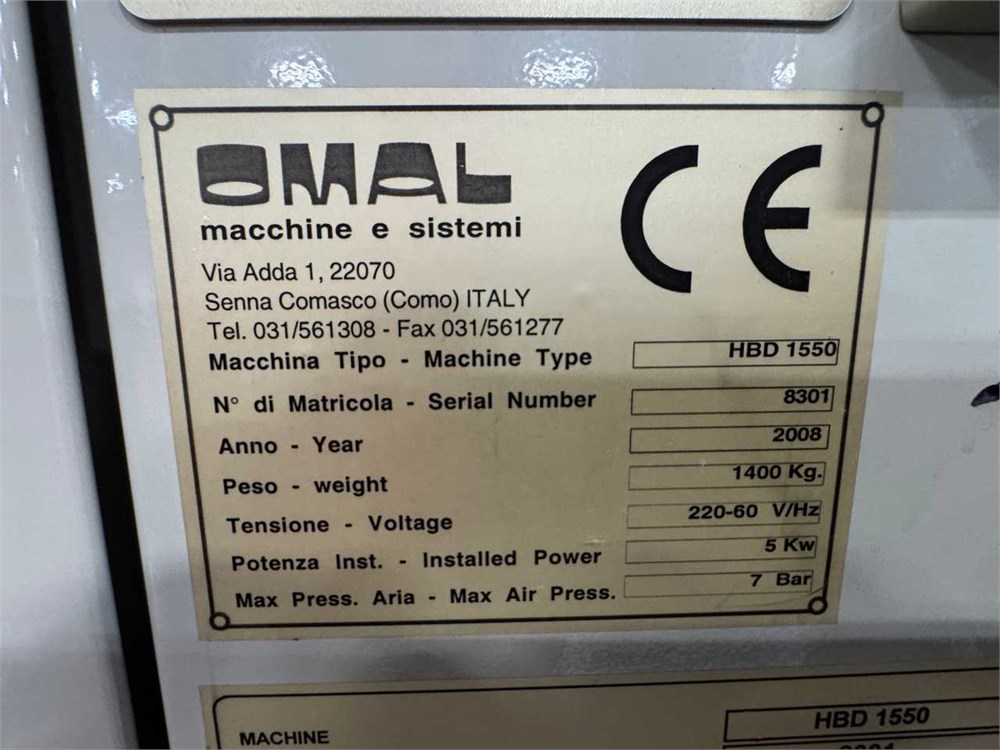 OMAL
macchine e sistemi
CE
Via Adda 1, 22070
Senna Comasco (Como) ITALY
Tel. 031/561308 - Fax 031/561277
Macchina Tipo - Machine Type HBD 1550
N° di Matricola - Serial Number 8301
Anno - Year 2008
Peso - weight 1400 Kg.
Tensione - Voltage 220-60 V/Hz
Potenza Inst. - Installed Power 5 Kw
Max Press. Aria - Max Air Press. 7 Bar
MACHINE HBD 1550